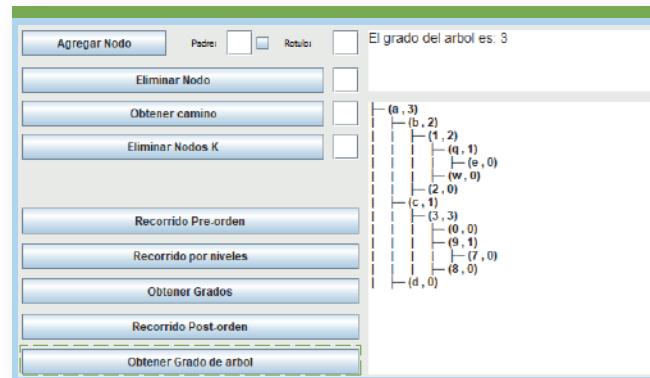 Agregar Nodo Padre: Rotulo:
Eliminar Nodo
Obtener camino
Eliminar Nodos K
Recorrido Pre-orden
Recorrido por niveles
Obtener Grados
Recorrido Post-orden
Obtener Grado de arbol
El grado del arbol es: 3
(a , 3)
(b , 2)
(1 , 2)
(q , 1)
(e , 0)
(w , 0)
(2 , 0)
(c , 1)
(3 , 3)
(0 , 0)
(9 , 1)
(7 , 0)
(8 , 0)
(d , 0)